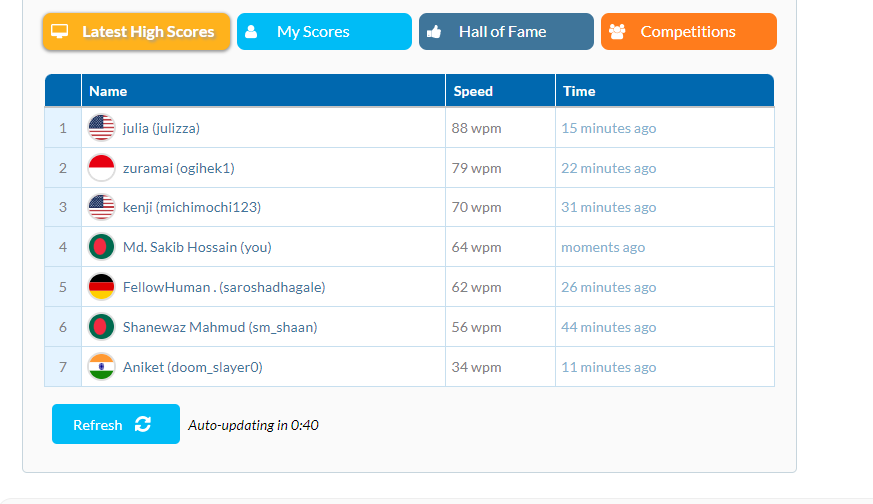 Latest High Scores My Scores Hall of Fame Competitions
Name Speed Time
1 julia (julizza) 88 wpm 15 minutes ago
2 zuramai (ogihek1) 79 wpm 22 minutes ago
3 kenji (michimochi123) 70 wpm 31 minutes ago
4 Md. Sakib Hossain (you) 64 wpm moments ago
5 FellowHuman . (saroshadhagale) 62 wpm 26 minutes ago
6 Shanewaz Mahmud (sm_shaan) 56 wpm 44 minutes ago
7 Aniket (doom_slayer0) 34 wpm 11 minutes ago
Refresh Auto-updating in 0:40